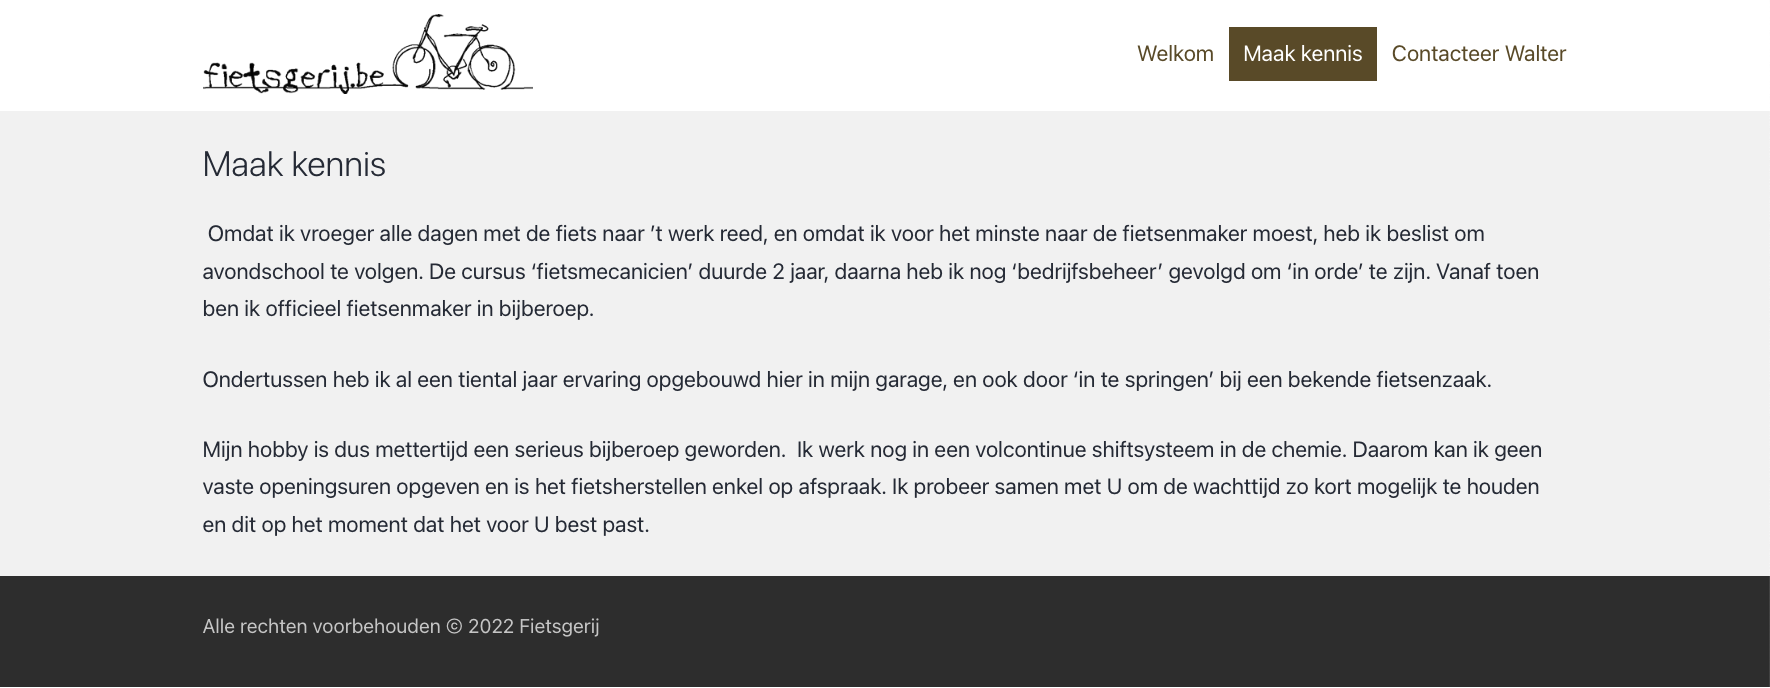 fietsgerij.be
Welkom
Maak kennis
Contacteer Walter
Maak kennis
Omdat ik vroeger alle dagen met de fiets naar ’t werk reed, en omdat ik voor het minste naar de fietsenmaker moest, heb ik beslist om
avondschool te volgen. De cursus ‘fietsmecanicien’ duurde 2 jaar, daarna heb ik nog ‘bedrijfsbeheer’ gevolgd om ‘in orde’ te zijn. Vanaf toen
ben ik officieel fietsenmaker in bijberoep.
Ondertussen heb ik al een tiental jaar ervaring opgebouwd hier in mijn garage, en ook door ‘in te springen’ bij een bekende fietsenzaak.
Mijn hobby is dus mettertijd een serieus bijberoep geworden.  Ik werk nog in een volcontinue shiftsysteem in de chemie. Daarom kan ik geen
vaste openingsuren opgeven en is het fietsherstellen enkel op afspraak. Ik probeer samen met U om de wachttijd zo kort mogelijk te houden
en dit op het moment dat het voor U best past.
Alle rechten voorbehouden © 2022 Fietsgerij